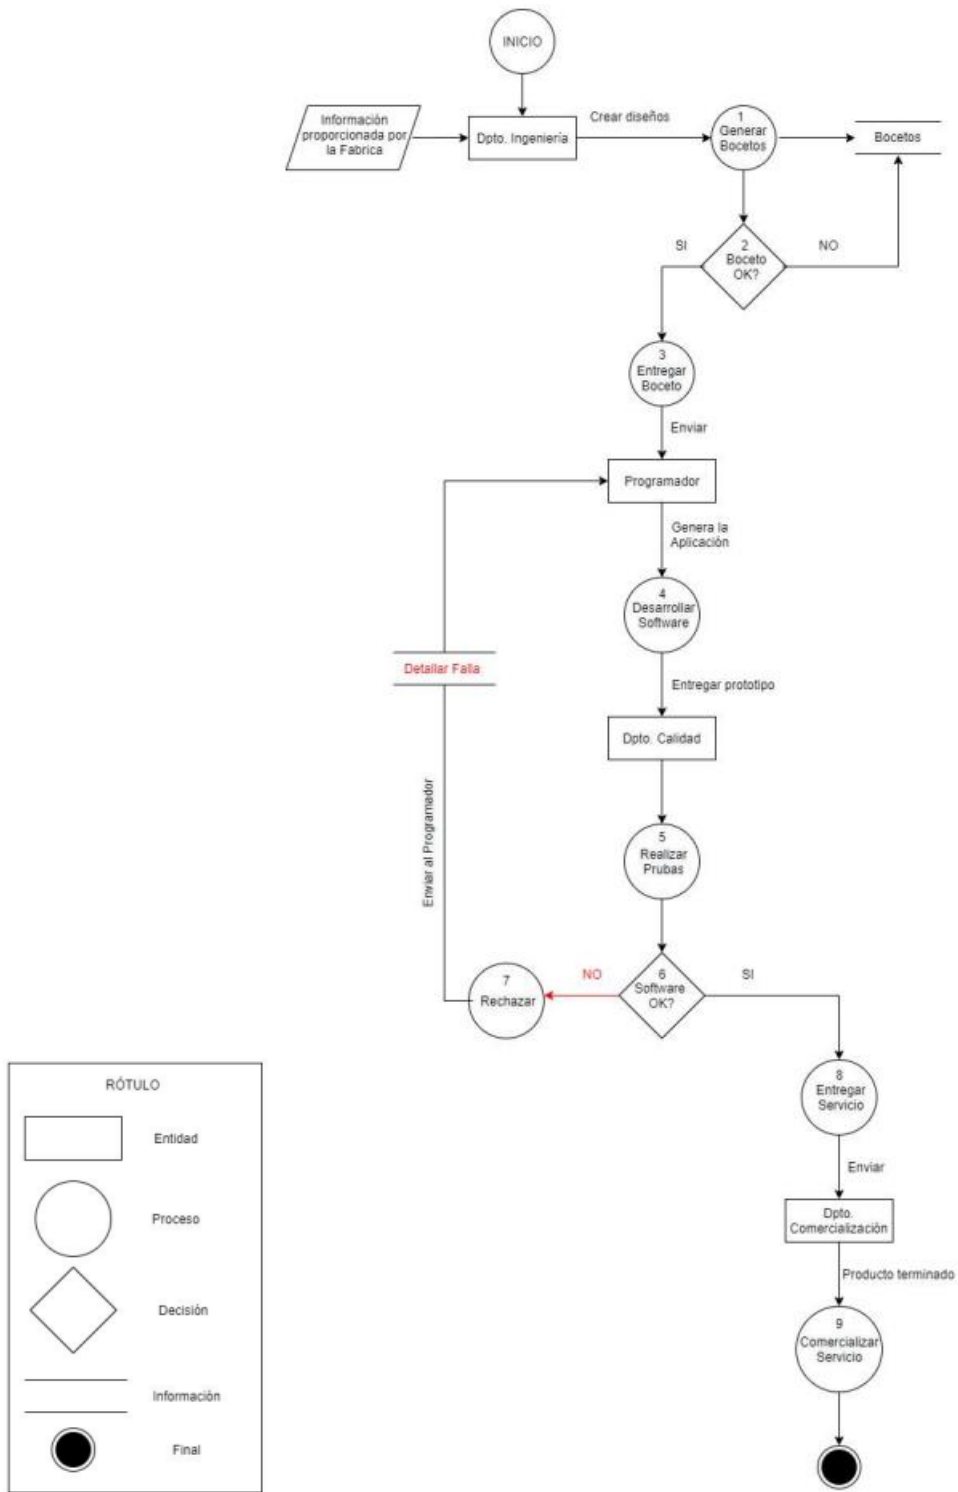 INICIO
Información
proporcionada por
la Fabrica
Dpto. Ingeniería
Crear diseños
1
Generar
Bocetos
Bocetos
SI
2
Boceto
OK?
NO
3
Entregar
Boceto
Enviar
Programador
Genera la
Aplicación
4
Desarrollar
Software
Detallar Falla
Entregar prototipo
Dpto. Calidad
Enviar al Programador
5
Realizar
Prubas
7
Rechazar
NO
6
Software
OK?
SI
8
Entregar
Servicio
Enviar
Dpto.
Comercialización
Producto terminado
9
Comercializar
Servicio
RÓTULO
Entidad
Proceso
Decisión
Información
Final